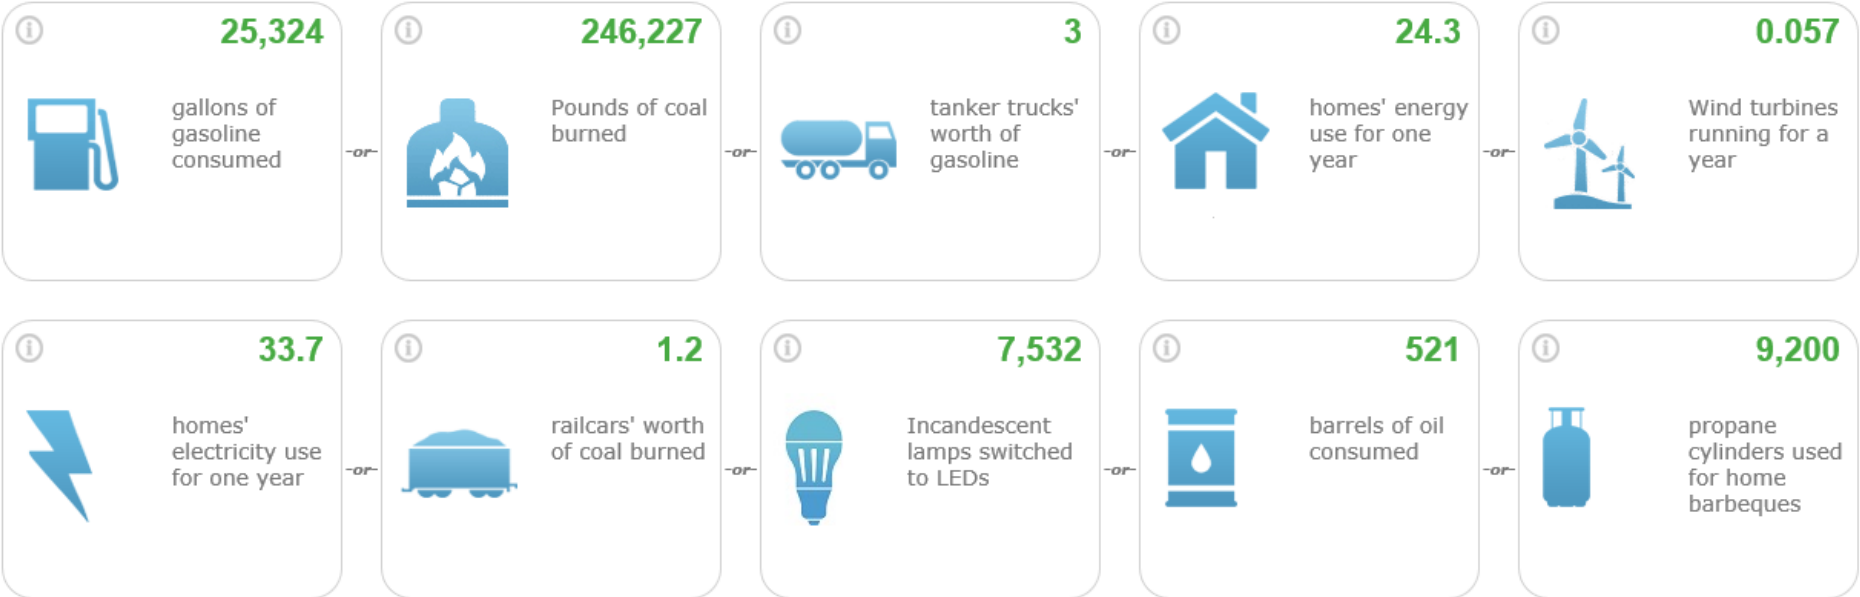 25,324
gallons of
gasoline
consumed
-or-
246,227
Pounds of coal
burned
-or-
3
tanker trucks'
worth of
gasoline
-or-
24.3
homes' energy
use for one
year
-or-
0.057
Wind turbines
running for a
year
33.7
homes'
electricity use
for one year
-or-
1.2
railcars' worth
of coal burned
-or-
7,532
Incandescent
lamps switched
to LEDs
-or-
521
barrels of oil
consumed
-or-
9,200
propane
cylinders used
for home
barbeques